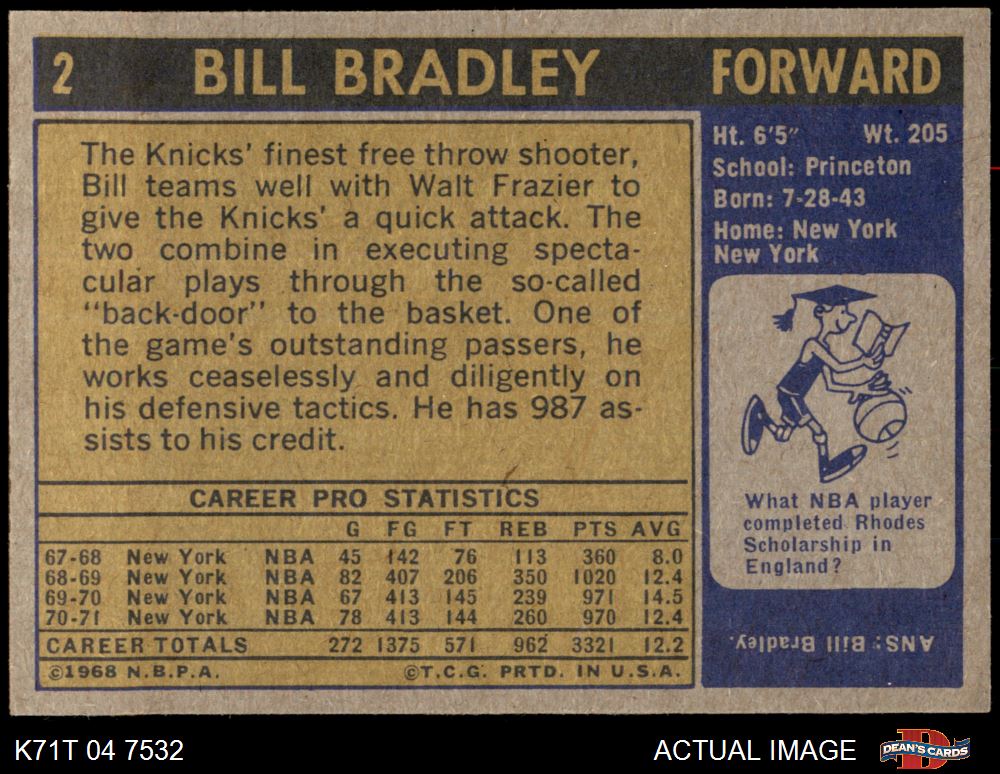 2 BILL BRADLEY FORWARD
The Knicks' finest free throw shooter,
Bill teams well with Walt Frazier to
give the Knicks' a quick attack. The
two combine in executing specta-
cular plays through the so-called
"back-door" to the basket. One of
the game's outstanding passers, he
works ceaselessly and diligently on
his defensive tactics. He has 987 as-
sists to his credit.
Ht. 6'5" Wt. 205
School: Princeton
Born: 7-28-43
Home: New York
New York
What NBA player
completed Rhodes
Scholarship in
England?
ANS: Bill Bradley.
CAREER PRO STATISTICS
G FG FT REB PTS AVG
67-68 New York NBA 45 142 76 113 360 8.0
68-69 New York NBA 82 407 206 350 1020 12.4
69-70 New York NBA 67 413 145 239 971 14.5
70-71 New York NBA 78 413 144 260 970 12.4
CAREER TOTALS 272 1375 571 962 3321 12.2
©1968 N.B.P.A. ©T.C.G. PRTD. IN U.S.A.
K71T 04 7532 ACTUAL IMAGE DEAN'S CARDS